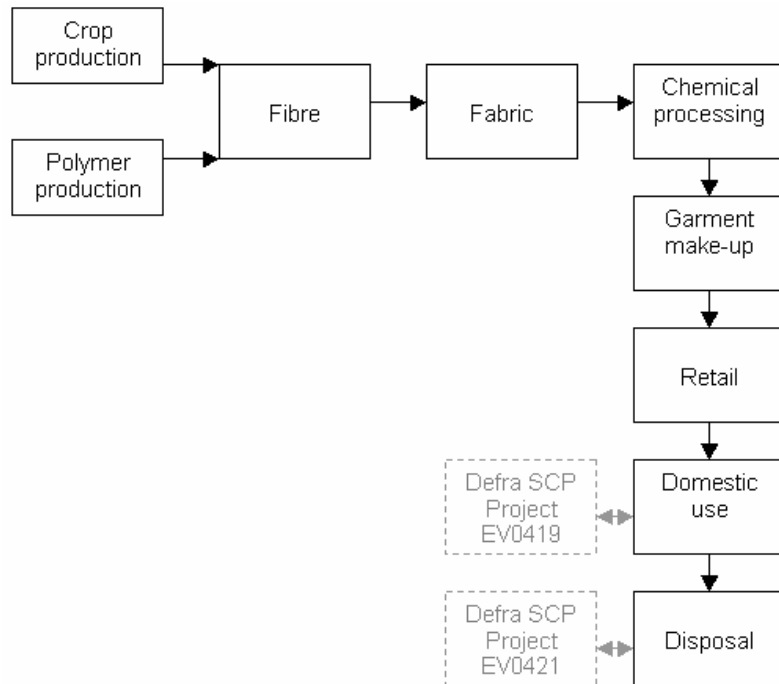 Crop
production
Polymer
production
Fibre
Fabric
Chemical
processing
Garment
make-up
Retail
Defra SCP
Project
EV0419
Domestic
use
Defra SCP
Project
EV0421
Disposal